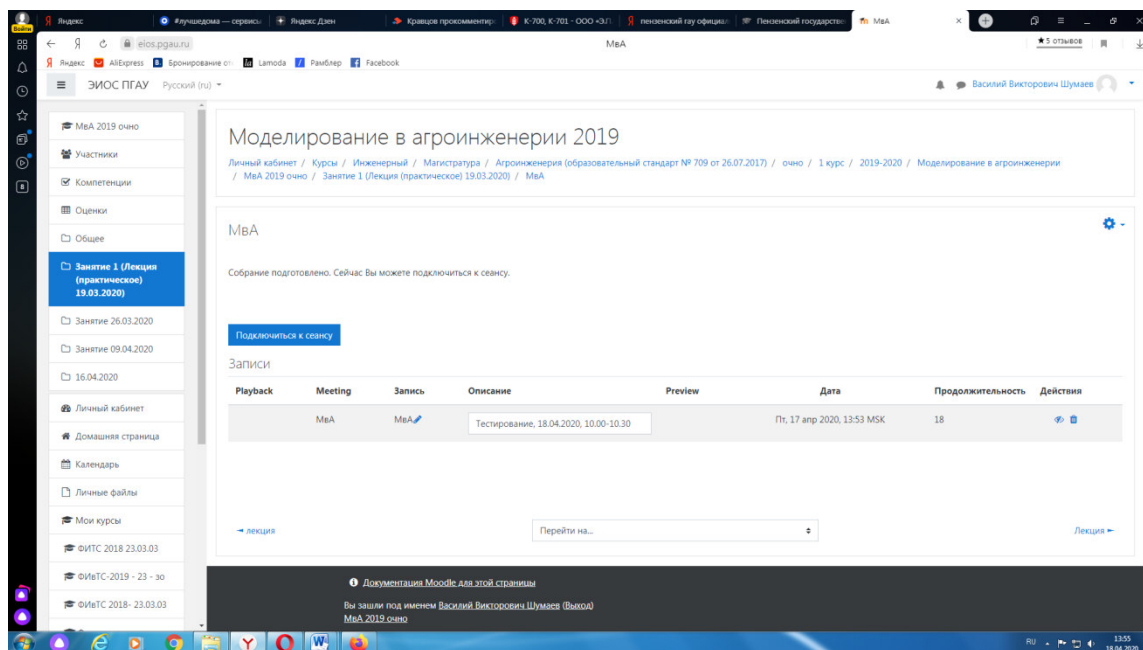 Войти
Яндекс
#лучшедома — сервисы
Яндекс Дзен
Кравцов прокомментир
К-700, К-701 - ООО «ЭЛ
пензенский гау официал
Пензенский государстве
МвА
eios.pgau.ru
МвА
★5 отзывов
Яндекс
AliExpress
Бронирование от
Lamoda
Рамблер
Facebook
ЭИОС ПГАУ
Русский (ru)
Василий Викторович Шумаев
МвА 2019 очно
Участники
Компетенции
Оценки
Общее
Занятие 1 (Лекция
(практическое)
19.03.2020)
Занятие 26.03.2020
Занятие 09.04.2020
16.04.2020
Личный кабинет
Домашняя страница
Календарь
Личные файлы
Мои курсы
ФИТС 2018 23.03.03
ФИвТС-2019 - 23 - зо
ФИвТС 2018- 23.03.03
Моделирование в агроинженерии 2019
Личный кабинет / Курсы / Инженерный / Магистратура / Агроинженерия (образовательный стандарт № 709 от 26.07.2017) / очно / 1 курс / 2019-2020 / Моделирование в агроинженерии
/ МвА 2019 очно / Занятие 1 (Лекция (практическое) 19.03.2020) / МвА
МвА
Собрание подготовлено. Сейчас Вы можете подключиться к сеансу.
Подключиться к сеансу
Записи
Playback Meeting Запись Описание Preview Дата Продолжительность Действия
МвА МвА Тестирование, 18.04.2020, 10.00-10.30 Пт, 17 апр 2020, 13:53 MSK 18
◄ лекция
Перейти на...
Лекция ►
Документация Moodle для этой страницы
Вы зашли под именем Василий Викторович Шумаев (Выход)
МвА 2019 очно
RU
13:55
18.04.2020